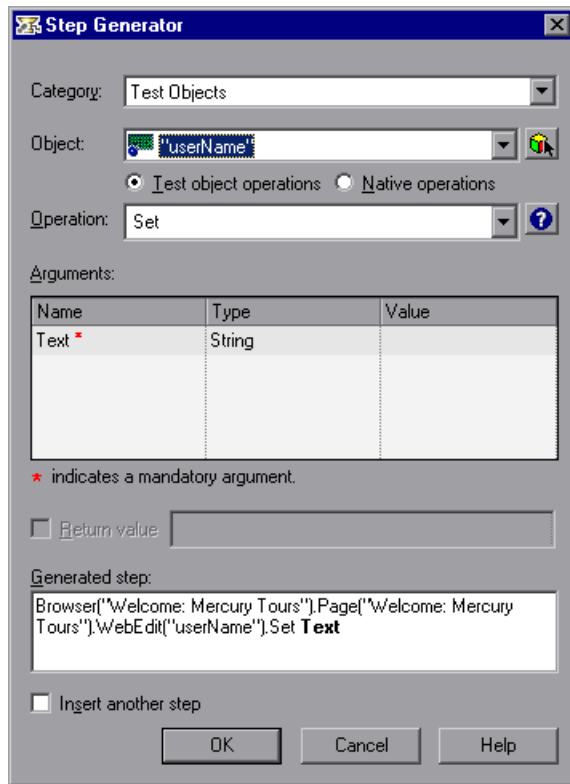 Step Generator
Category: Test Objects
Object: "userName"
Test object operations Native operations
Operation: Set
Arguments:
Name Type Value
Text * String
* indicates a mandatory argument.
Return value
Generated step:
Browser("Welcome: Mercury Tours").Page("Welcome: Mercury
Tours").WebEdit("userName").Set Text
Insert another step
OK Cancel Help